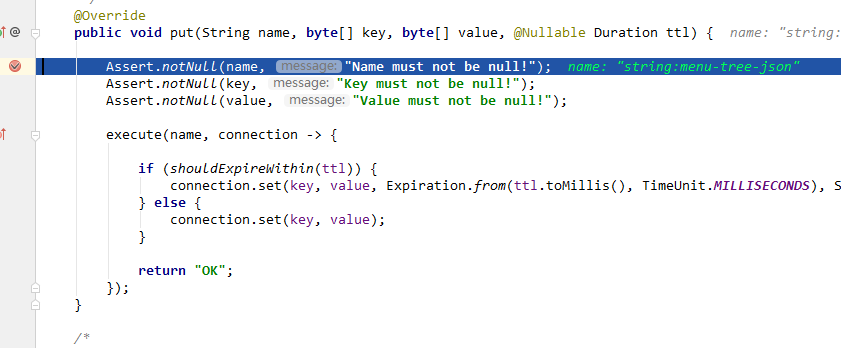 @Override
public void put(String name, byte[] key, byte[] value, @Nullable Duration ttl) {  name: "string:
Assert.notNull(name, message: "Name must not be null!");  name: "string:menu-tree-json"
Assert.notNull(key, message: "Key must not be null!");
Assert.notNull(value, message: "Value must not be null!");
execute(name, connection -> {
if (shouldExpireWithin(ttl)) {
connection.set(key, value, Expiration.from(ttl.toMillis(), TimeUnit.MILLISECONDS), S
} else {
connection.set(key, value);
}
return "OK";
});
}
/*